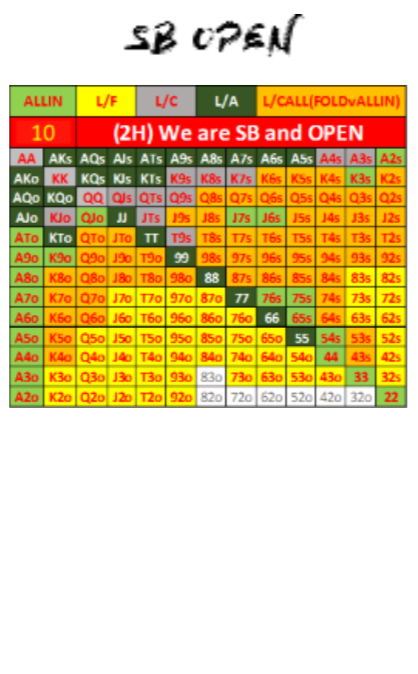 SB OPEN
ALLIN L/F L/C L/A L/CALL(FOLDvALLIN)
10 (2H) We are SB and OPEN
AA AKs AQs AJs ATs A9s A8s A7s A6s A5s A4s A3s A2s
AKo KK KQs KJs KTs K9s K8s K7s K6s K5s K4s K3s K2s
AQo KQo QQ QJs QTs Q9s Q8s Q7s Q6s Q5s Q4s Q3s Q2s
AJo KJo QJo JJ JTs J9s J8s J7s J6s J5s J4s J3s J2s
ATo KTo QTo JTo TT T9s T8s T7s T6s T5s T4s T3s T2s
A9o K9o Q9o J9o T9o 99 98s 97s 96s 95s 94s 93s 92s
A8o K8o Q8o J8o T8o 98o 88 87s 86s 85s 84s 83s 82s
A7o K7o Q7o J7o T7o 97o 87o 77 76s 75s 74s 73s 72s
A6o K6o Q6o J6o T6o 96o 86o 76o 66 65s 64s 63s 62s
A5o K5o Q5o J5o T5o 95o 85o 75o 65o 55 54s 53s 52s
A4o K4o Q4o J4o T4o 94o 84o 74o 64o 54o 44 43s 42s
A3o K3o Q3o J3o T3o 93o 83o 73o 63o 53o 43o 33 32s
A2o K2o Q2o J2o T2o 92o 82o 72o 62o 52o 42o 32o 22